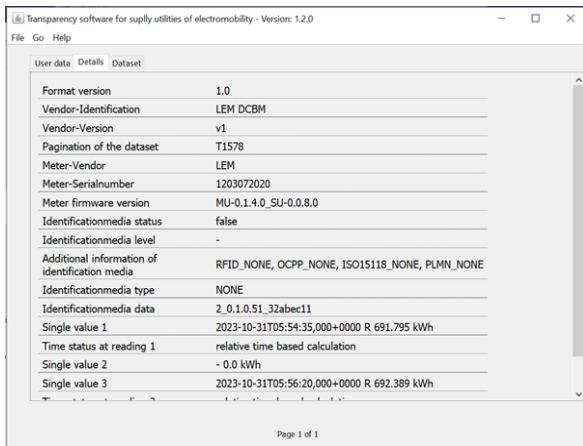 Transparency software for suplly utilities of electromobility - Version: 1.2.0
File Go Help
User data Details Dataset
Format version 1.0
Vendor-Identification LEM DCBM
Vendor-Version v1
Pagination of the dataset T1578
Meter-Vendor LEM
Meter-Serialnumber 1203072020
Meter firmware version MU-0.1.4.0_SU-0.0.8.0
Identificationmedia status false
Identificationmedia level -
Additional information of
identification media RFID_NONE, OCPP_NONE, ISO15118_NONE, PLMN_NONE
Identificationmedia type NONE
Identificationmedia data 2_0.1.0.51_32abec11
Single value 1 2023-10-31T05:54:35,000+0000 R 691.795 kWh
Time status at reading 1 relative time based calculation
Single value 2 - 0.0 kWh
Single value 3 2023-10-31T05:56:20,000+0000 R 692.389 kWh
Page 1 of 1